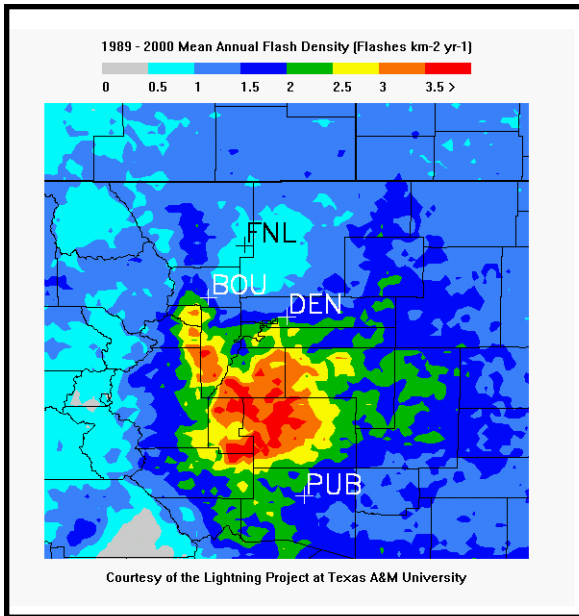 1989 - 2000 Mean Annual Flash Density (Flashes km-2 yr-1)
0 0.5 1 1.5 2 2.5 3 3.5 >
FNL
BOU
DEN
PUB
Courtesy of the Lightning Project at Texas A&M University